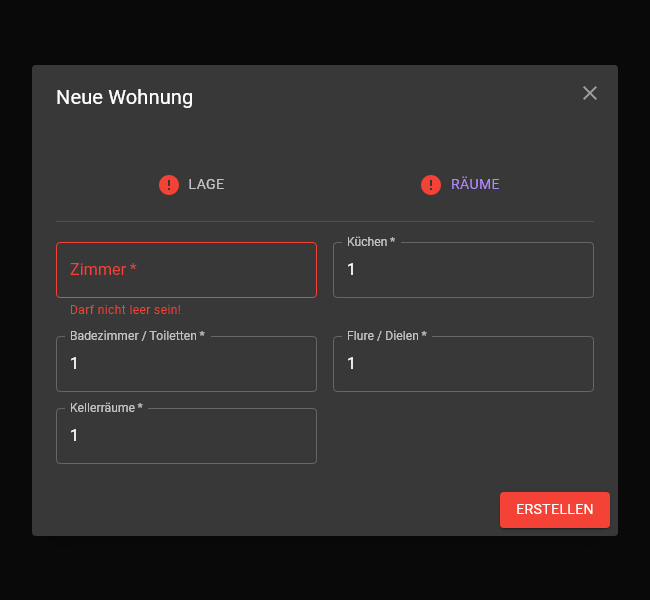 Neue Wohnung
LAGE
RÄUME
Zimmer *
Küchen *
1
Darf nicht leer sein!
Badezimmer / Toiletten *
1
Flure / Dielen *
1
Kellerräume *
1
ERSTELLEN